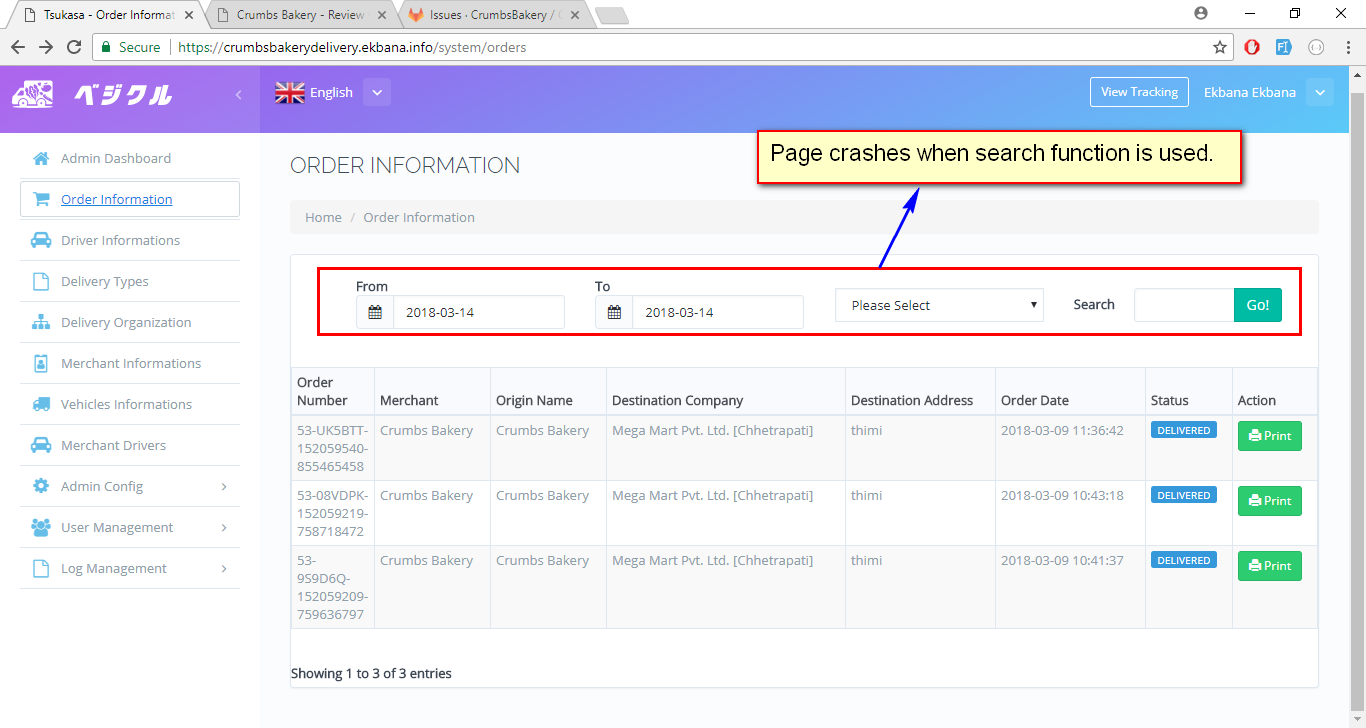 Tsukasa - Order Informat
Crumbs Bakery - Review
Issues · CrumbsBakery /
Secure
https://crumbsbakerydelivery.ekbana.info/system/orders
ベジクル
English
View Tracking
Ekbana Ekbana
Admin Dashboard
Order Information
Driver Informations
Delivery Types
Delivery Organization
Merchant Informations
Vehicles Informations
Merchant Drivers
Admin Config
User Management
Log Management
ORDER INFORMATION
Page crashes when search function is used.
Home / Order Information
From
2018-03-14
To
2018-03-14
Please Select
Search
Go!
Order
Number
Merchant
Origin Name
Destination Company
Destination Address
Order Date
Status
Action
53-UK5BTT-
152059540-
855465458
Crumbs Bakery
Crumbs Bakery
Mega Mart Pvt. Ltd. [Chhetrapati]
thimi
2018-03-09 11:36:42
DELIVERED
Print
53-08VDPK-
152059219-
758718472
Crumbs Bakery
Crumbs Bakery
Mega Mart Pvt. Ltd. [Chhetrapati]
thimi
2018-03-09 10:43:18
DELIVERED
Print
53-
9S9D6Q-
152059209-
759636797
Crumbs Bakery
Crumbs Bakery
Mega Mart Pvt. Ltd. [Chhetrapati]
thimi
2018-03-09 10:41:37
DELIVERED
Print
Showing 1 to 3 of 3 entries